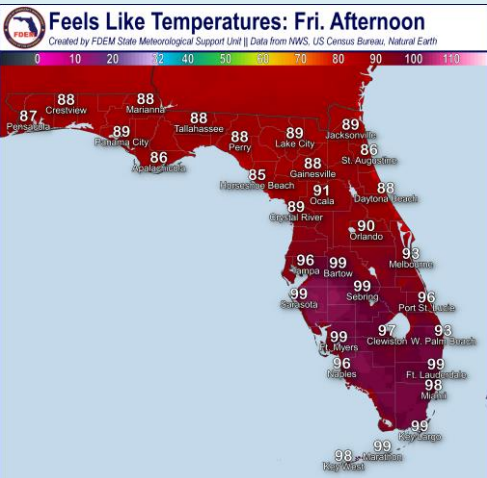 FDEM
Feels Like Temperatures: Fri. Afternoon
Created by FDEM State Meteorological Support Unit || Data from NWS, US Census Bureau, Natural Earth
0 10 20 32 40 50 60 70 80 90 100 110
87
Pensacola
88
Crestview
88
Marianna
89
Panama City
88
Tallahassee
86
Apalachicola
88
Perry
89
Lake City
89
Jacksonville
86
St. Augustine
85
Horseshoe Beach
88
Gainesville
91
Ocala
88
Daytona Beach
89
Crystal River
90
Orlando
93
Melbourne
96
Tampa
99
Bartow
99
Sarasota
99
Sebring
96
Port St. Lucie
99
Ft. Myers
97
Clewiston
93
W. Palm Beach
96
Naples
99
Ft. Lauderdale
98
Miami
99
Key Largo
99
Marathon
98
Key West